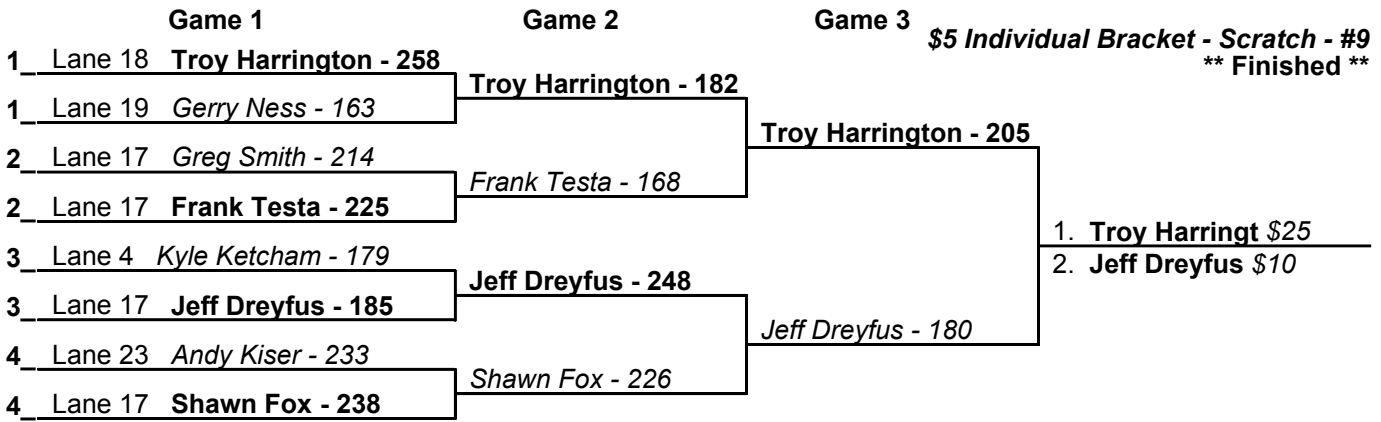 Game 1 Game 2 Game 3
$5 Individual Bracket - Scratch - #9
** Finished **
1_ Lane 18 Troy Harrington - 258
1_ Lane 19 Gerry Ness - 163
2_ Lane 17 Greg Smith - 214
2_ Lane 17 Frank Testa - 225
3_ Lane 4 Kyle Ketcham - 179
3_ Lane 17 Jeff Dreyfus - 185
4_ Lane 23 Andy Kiser - 233
4_ Lane 17 Shawn Fox - 238
Troy Harrington - 182
Frank Testa - 168
Jeff Dreyfus - 248
Shawn Fox - 226
Troy Harrington - 205
Jeff Dreyfus - 180
1. Troy Harringt $25
2. Jeff Dreyfus $10